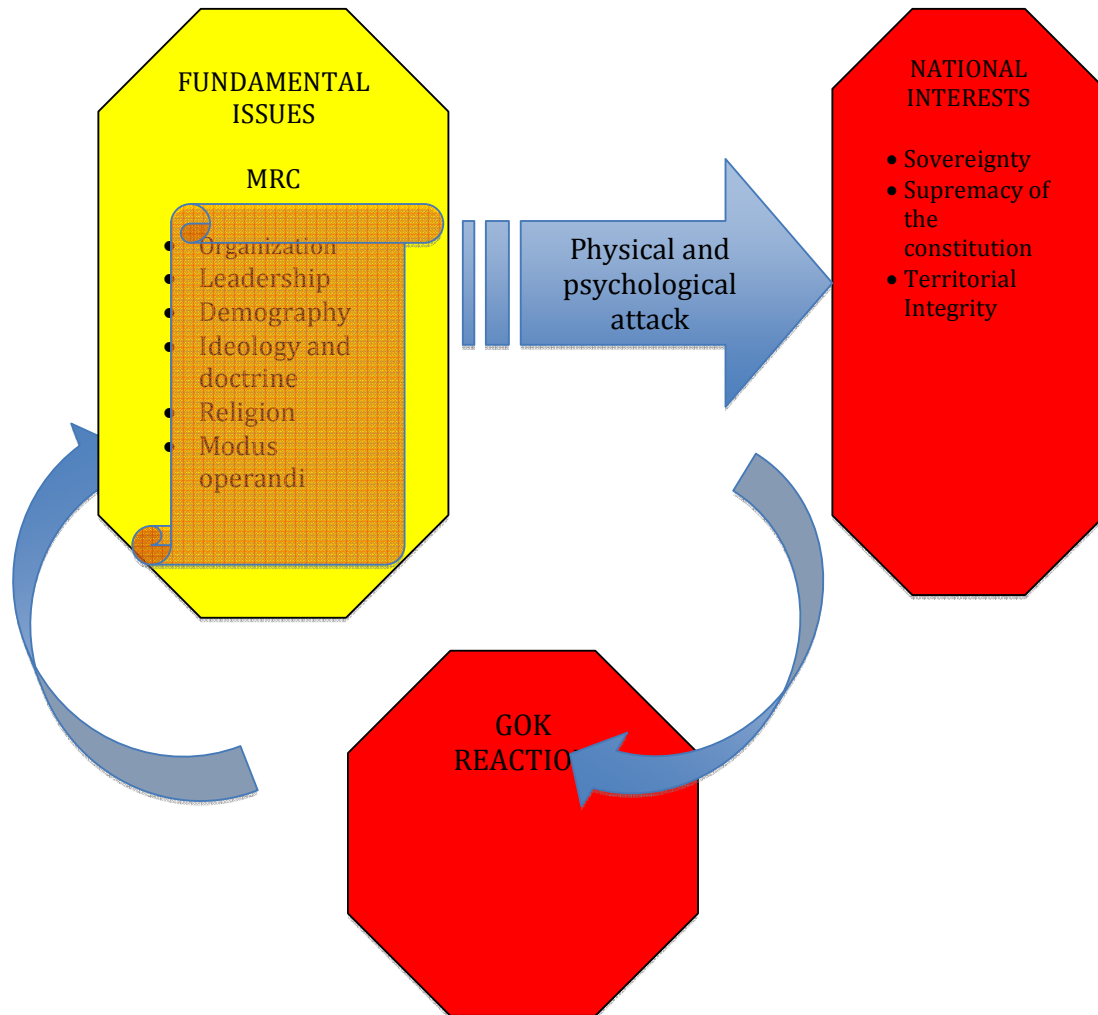 FUNDAMENTAL
ISSUES
MRC
• Organization
• Leadership
• Demography
• Ideology and
doctrine
• Religion
• Modus
operandi
Physical and
psychological
attack
NATIONAL
INTERESTS
• Sovereignty
• Supremacy of
the
constitution
• Territorial
Integrity
GOK
REACTION